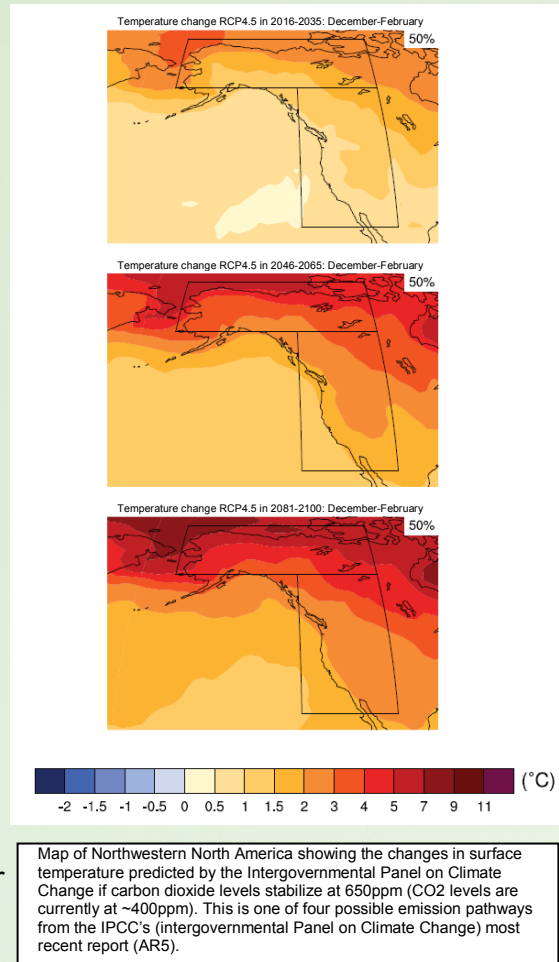 Temperature change RCP4.5 in 2016-2035: December-February
50%
Temperature change RCP4.5 in 2046-2065: December-February
50%
Temperature change RCP4.5 in 2081-2100: December-February
50%
(°C)
-2 -1.5 -1 -0.5 0 0.5 1 1.5 2 3 4 5 7 9 11
Map of Northwestern North America showing the changes in surface
temperature predicted by the Intergovernmental Panel on Climate
Change if carbon dioxide levels stabilize at 650ppm (CO2 levels are
currently at ~400ppm). This is one of four possible emission pathways
from the IPCC's (intergovernmental Panel on Climate Change) most
recent report (AR5).